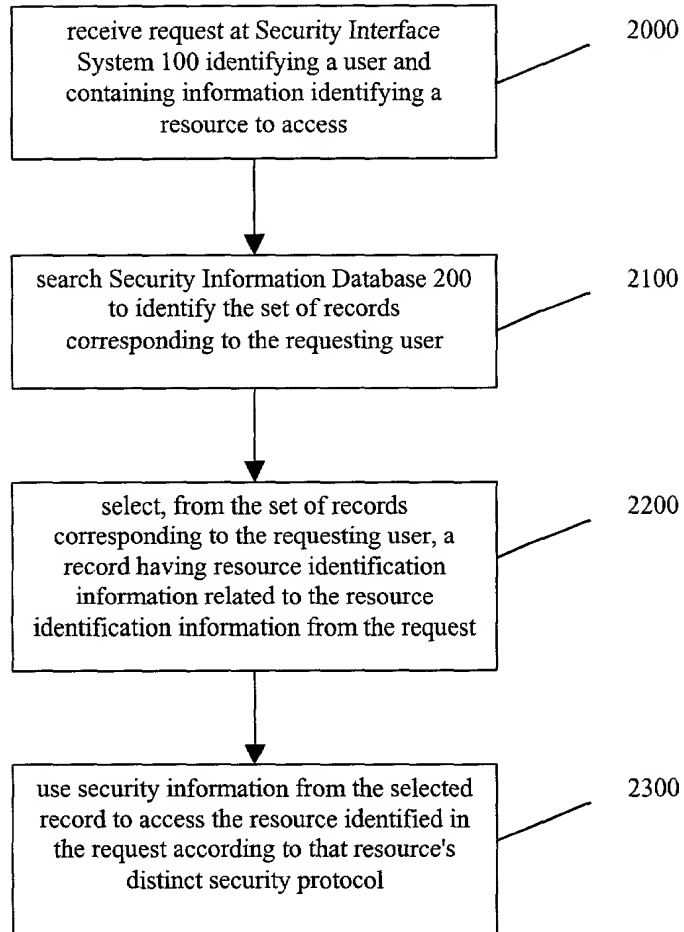 receive request at Security Interface
System 100 identifying a user and
containing information identifying a
resource to access
2000
search Security Information Database 200
to identify the set of records
corresponding to the requesting user
2100
select, from the set of records
corresponding to the requesting user, a
record having resource identification
information related to the resource
identification information from the request
2200
use security information from the selected
record to access the resource identified in
the request according to that resource's
distinct security protocol
2300